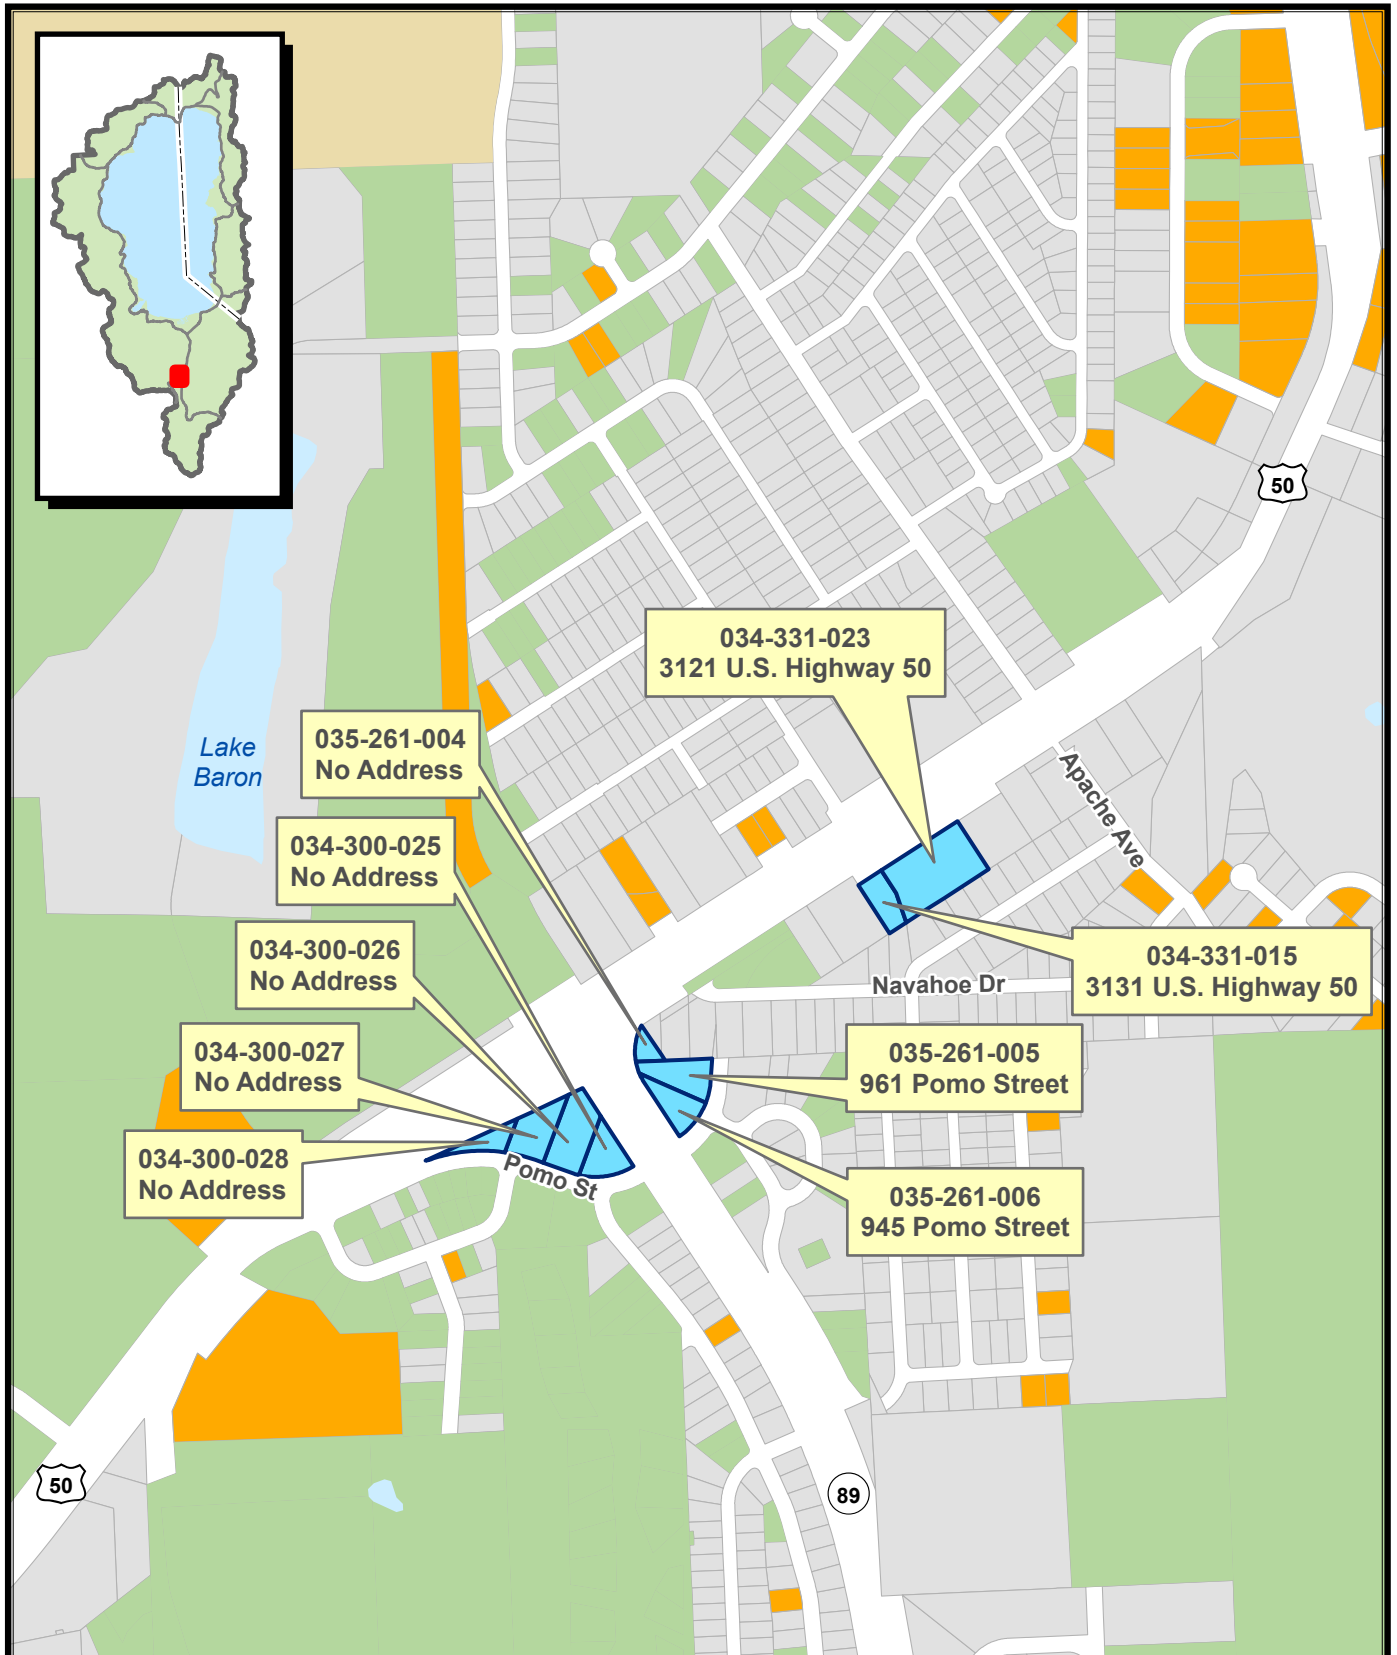 50
034-331-023
3121 U.S. Highway 50
035-261-004
No Address
Lake
Baron
Apache Ave
034-300-025
No Address
034-300-026
No Address
034-331-015
3131 U.S. Highway 50
Navahoe Dr
034-300-027
No Address
035-261-005
961 Pomo Street
034-300-028
No Address
Pomo St
035-261-006
945 Pomo Street
50
89